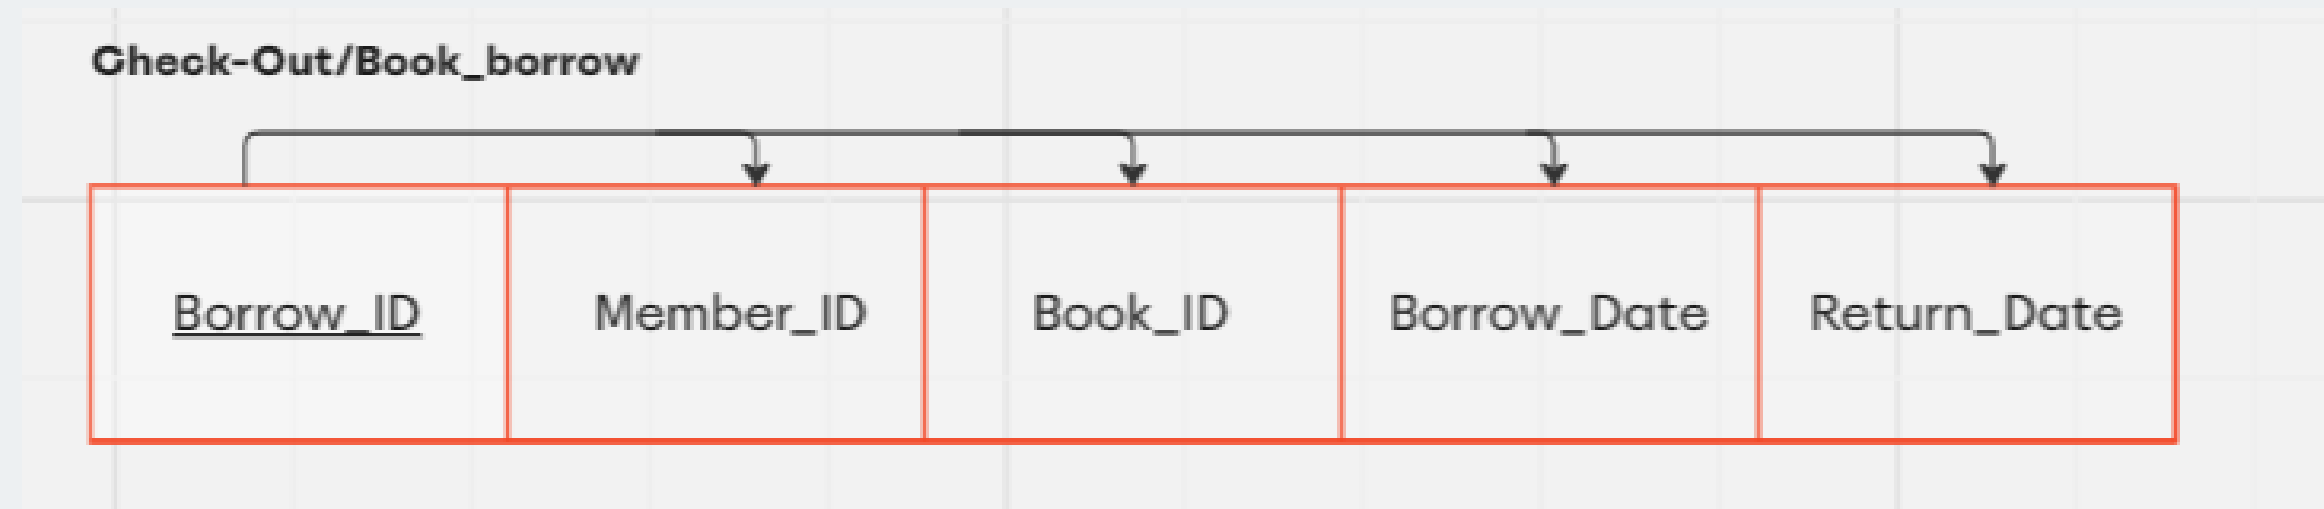 Check-Out/Book_borrow
Borrow_ID Member_ID Book_ID Borrow_Date Return_Date